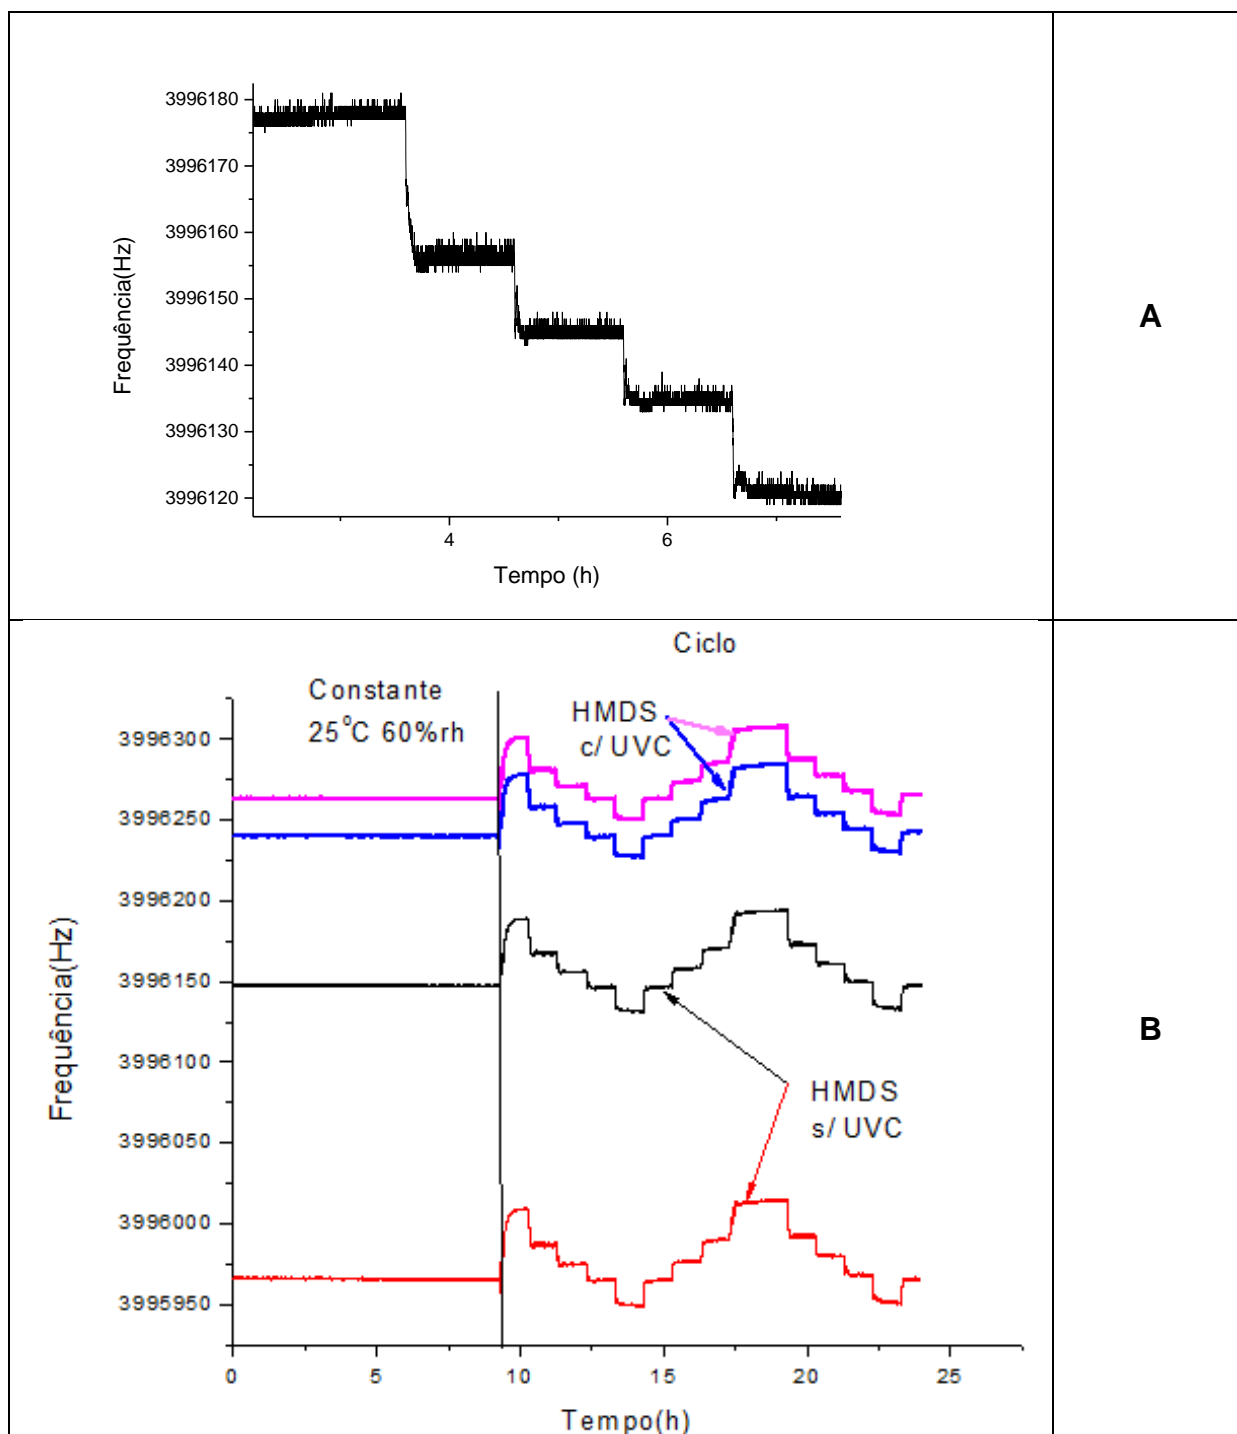 3996180
3996170
3996160
3996150
3996140
3996130
3996120
Frequência(Hz)
4 6
Tempo (h)
A
Ciclo
Constante
25°C 60%rh
HMDS
c/ UVC
3996300
3996250
3996200
3996150
3996100
3996050
3996000
3995950
Frequência(Hz)
HMDS
s/ UVC
0 5 10 15 20 25
Tempo(h)
B